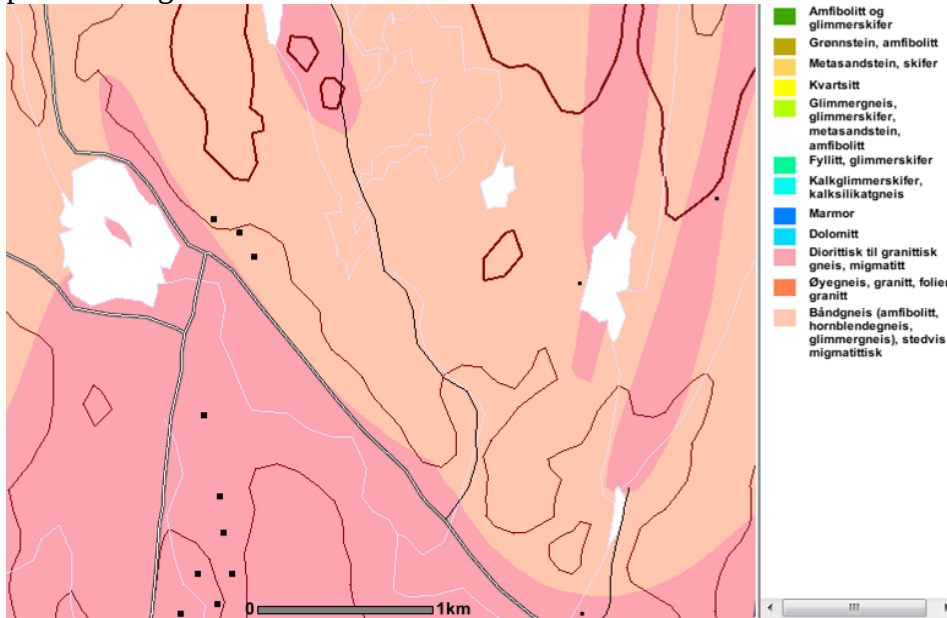 0 1km
Amfibolitt og
glimmerskifer
Grønnstein, amfibolitt
Metasandstein, skifer
Kvartsitt
Glimmergneis,
glimmerskifer,
metasandstein,
amfibolitt
Fyllitt, glimmerskifer
Kalkglimmerskifer,
kalksilikatgneis
Marmor
Dolomitt
Diorittisk til granittisk
gneis, migmatitt
Øyegneis, granitt, folier
granitt
Båndgneis (amfibolitt,
hornblendegneis,
glimmergneis), stedvis
migmatittisk